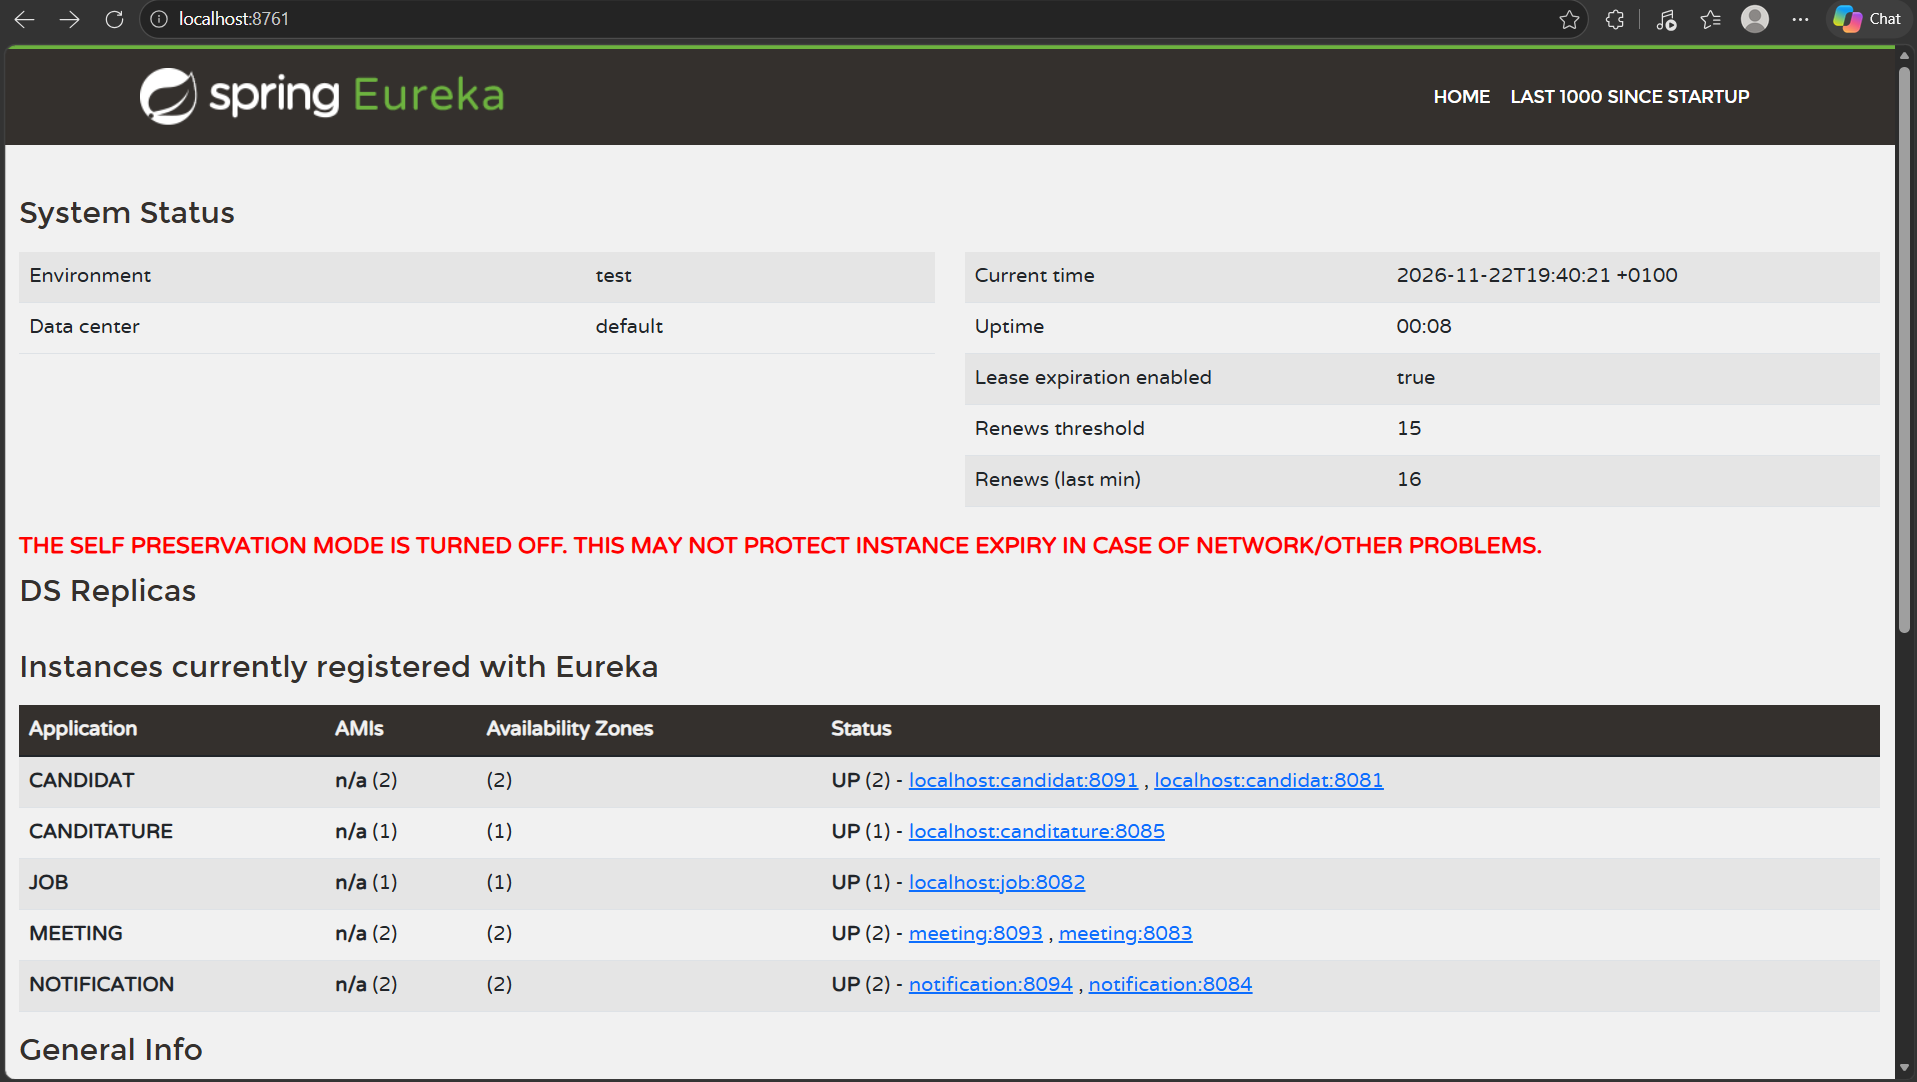 localhost:8761
Chat
spring Eureka
HOME LAST 1000 SINCE STARTUP
System Status
Environment test
Data center default
Current time 2026-11-22T19:40:21 +0100
Uptime 00:08
Lease expiration enabled true
Renews threshold 15
Renews (last min) 16
THE SELF PRESERVATION MODE IS TURNED OFF. THIS MAY NOT PROTECT INSTANCE EXPIRY IN CASE OF NETWORK/OTHER PROBLEMS.
DS Replicas
Instances currently registered with Eureka
Application AMIs Availability Zones Status
CANDIDAT n/a (2) (2) UP (2) - localhost:candidat:8091 , localhost:candidat:8081
CANDITATURE n/a (1) (1) UP (1) - localhost:canditature:8085
JOB n/a (1) (1) UP (1) - localhost:job:8082
MEETING n/a (2) (2) UP (2) - meeting:8093 , meeting:8083
NOTIFICATION n/a (2) (2) UP (2) - notification:8094 , notification:8084
General Info